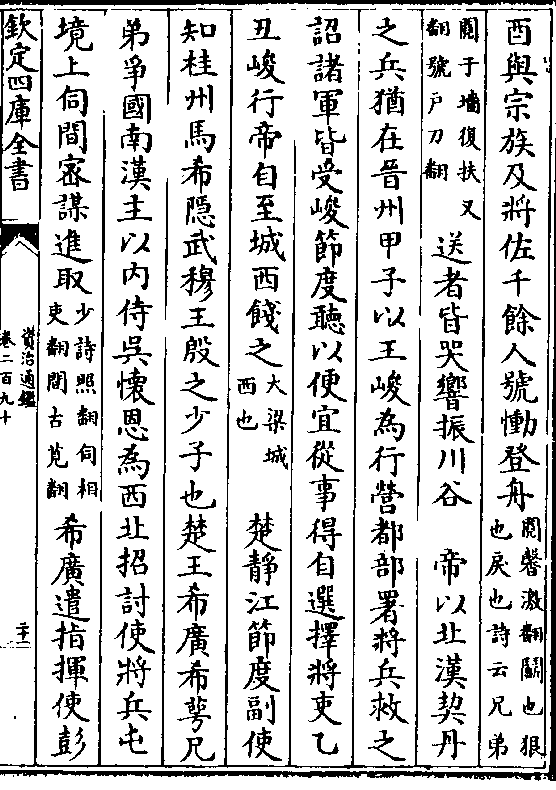 酉與宗族及將佐千餘人號慟登舟鬩馨激翻鬭也狠也戾也詩云兄弟
鬩于墻復扶又翻號戶刀翻送者皆哭響振川谷　帝以北漢契丹
之兵猶在晉州甲子以王峻為行營都部署將兵救之
詔諸軍皆受峻節度聽以便宜從事得自選擇將吏乙
丑峻行帝自至城西餞之大梁城西也　楚靜江節度副使
知桂州馬希隱武穆王殷之少子也楚王希廣希萼兄
弟爭國南漢主以内侍吳懷恩為西北招討使將兵屯
境上伺間宻謀進取少詩照翻伺相吏翻間古莧翻希廣遣指揮使彭
欽定四庫全書
資治通鑑
卷二百九十
二十一